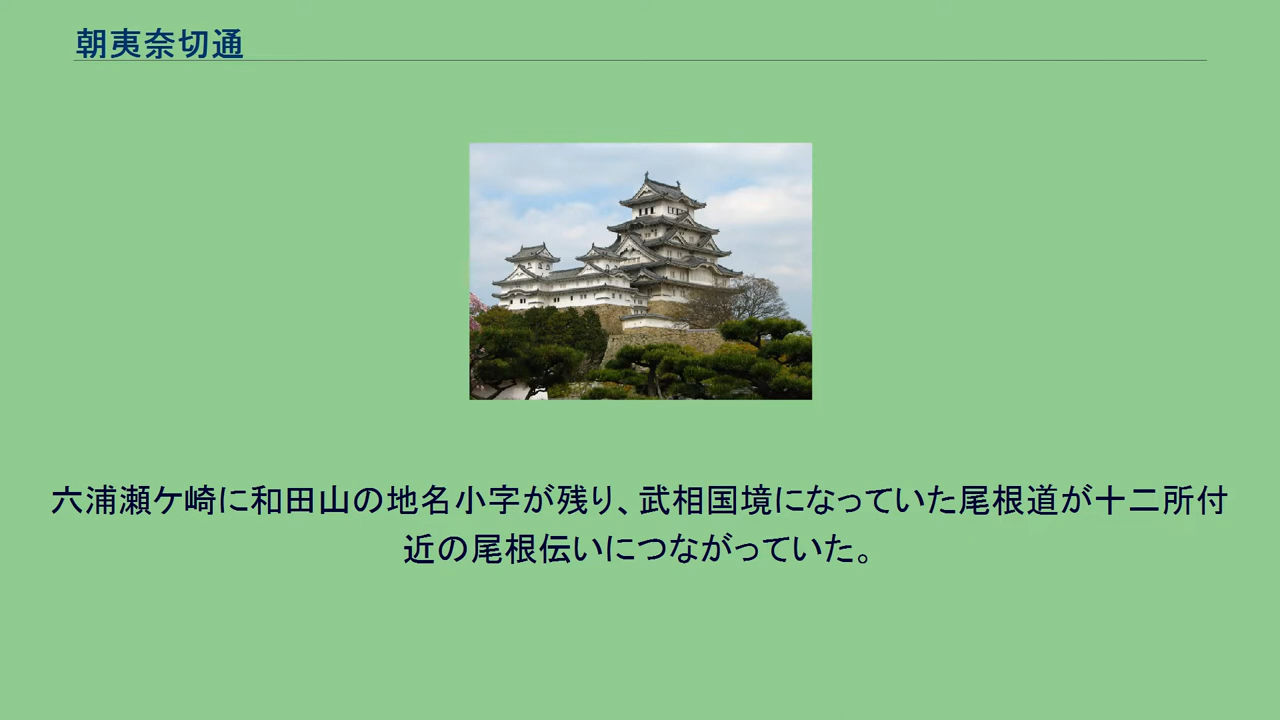 朝夷奈切通
六浦瀬ケ崎に和田山の地名小字が残り、武相国境になっていた尾根道が十二所付
近の尾根伝いにつながっていた。